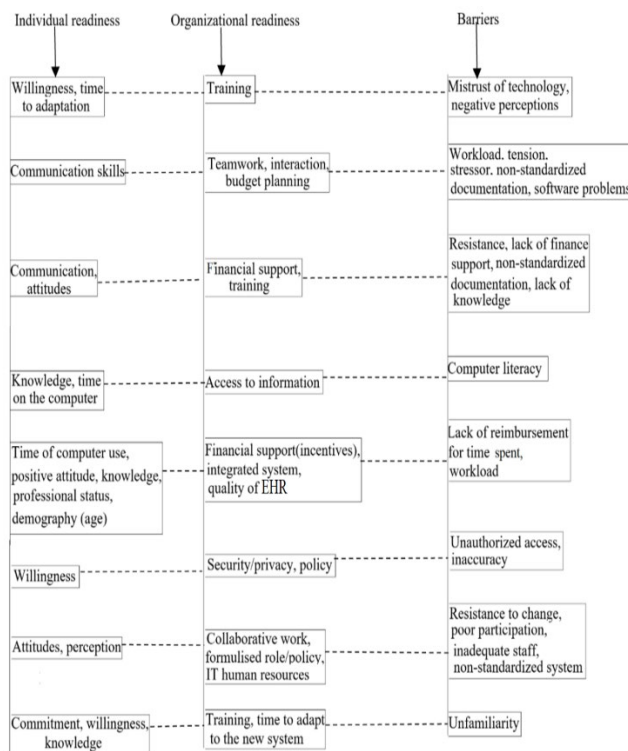 Individual readiness
Organizational readiness
Barriers
Willingness, time
to adaptation
Training
Mistrust of technology,
negative perceptions
Communication skills
Teamwork, interaction,
budget planning
Workload. tension.
stressor. non-standardized
documentation, software problems
Communication,
attitudes
Financial support,
training
Resistance, lack of finance
support, non-standardized
documentation, lack of
knowledge
Knowledge, time
on the computer
Access to information
Computer literacy
Time of computer use,
positive attitude, knowledge,
professional status,
demography (age)
Financial support(incentives),
integrated system,
quality of EHR
Lack of reimbursement
for time spent,
workload
Willingness
Security/privacy, policy
Unauthorized access,
inaccuracy
Attitudes, perception
Collaborative work,
formulised role/policy,
IT human resources
Resistance to change,
poor participation,
inadequate staff,
non-standardized system
Commitment, willingness,
knowledge
Training, time to adapt
to the new system
Unfamiliarity